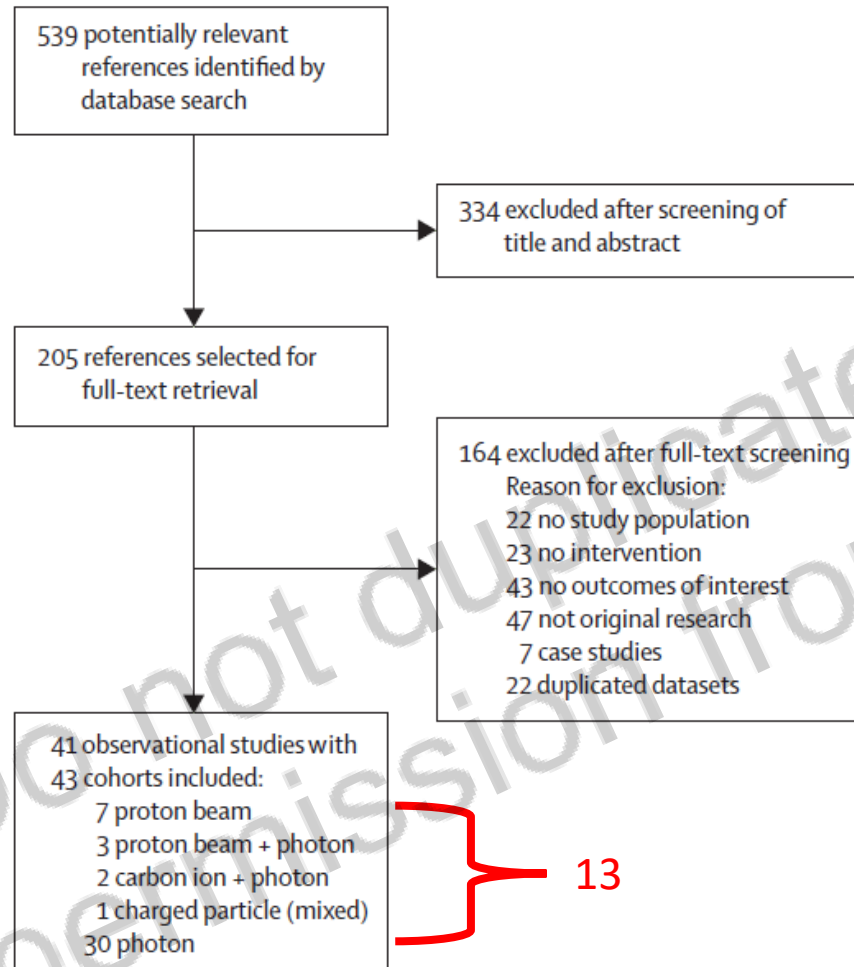 539 potentially relevant
references identified by
database search
334 excluded after screening of
title and abstract
205 references selected for
full-text retrieval
164 excluded after full-text screening
Reason for exclusion:
22 no study population
23 no intervention
43 no outcomes of interest
47 not original research
7 case studies
22 duplicated datasets
41 observational studies with
43 cohorts included:
7 proton beam
3 proton beam + photon
2 carbon ion + photon
1 charged particle (mixed)
30 photon
13
not duplicate
permission from